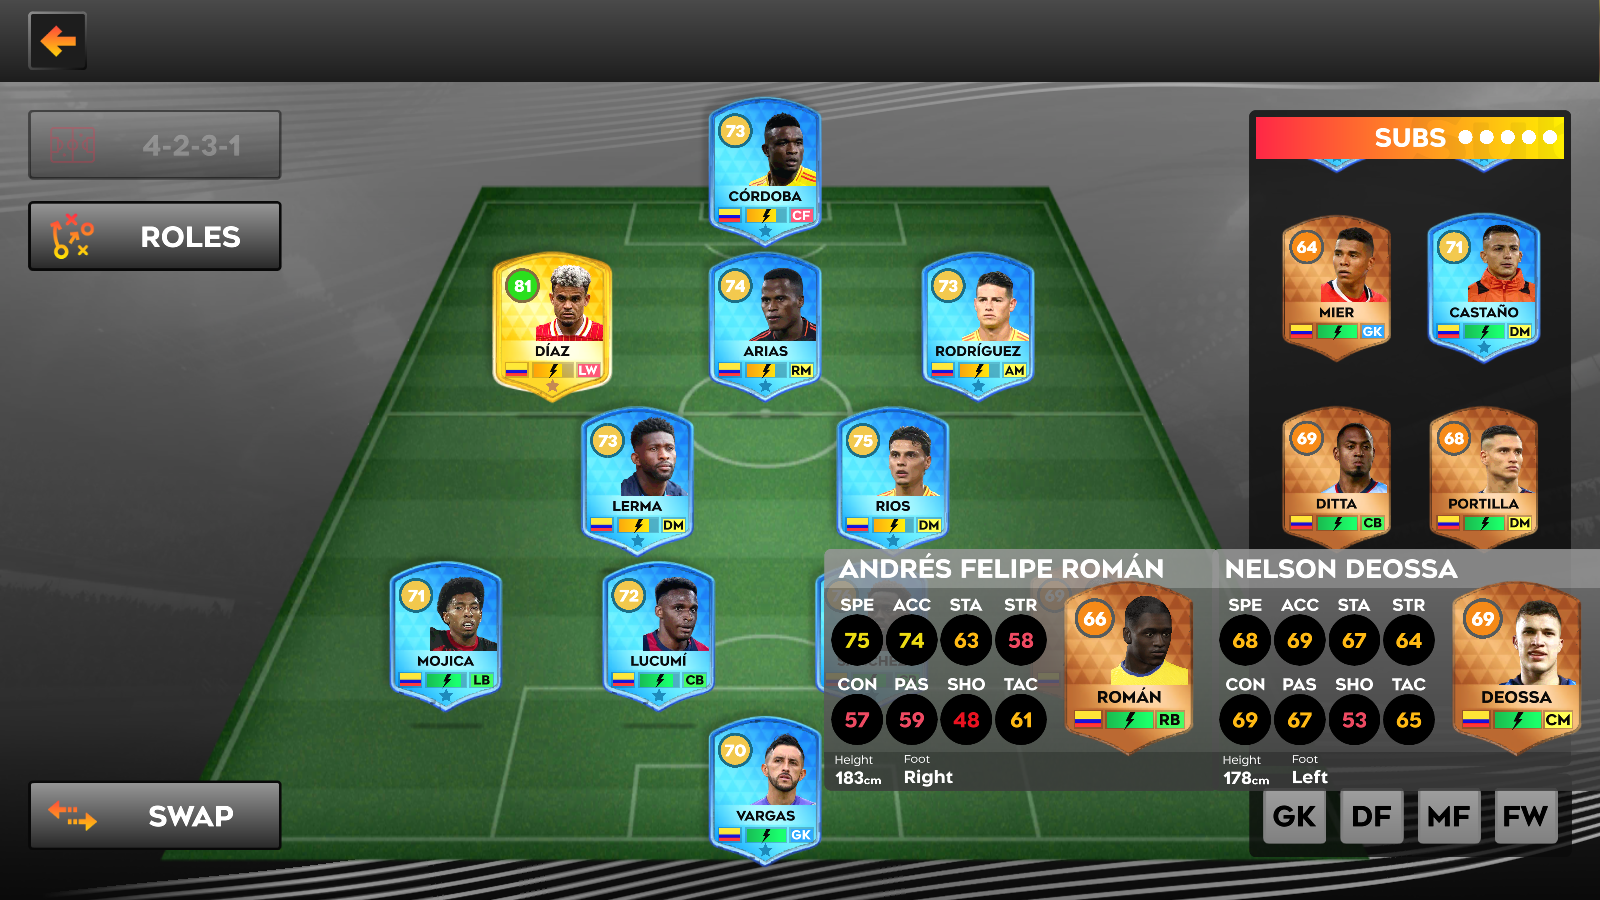 4-2-3-1
ROLES
SWAP
73
CÓRDOBA
CF
81
DÍAZ
LW
74
ARIAS
RM
73
RODRÍGUEZ
AM
73
LERMA
DM
75
RIOS
DM
71
MOJICA
LB
72
LUCUMÍ
CB
70
VARGAS
GK
SUBS
64
MIER
GK
71
CASTAÑO
DM
69
DITTA
CB
68
PORTILLA
DM
ANDRÉS FELIPE ROMÁN
SPE ACC STA STR
75 74 63 58
CON PAS SHO TAC
57 59 48 61
Height Foot
183cm Right
66
ROMÁN
RB
NELSON DEOSSA
SPE ACC STA STR
68 69 67 64
CON PAS SHO TAC
69 67 53 65
Height Foot
178cm Left
69
DEOSSA
CM
GK DF MF FW